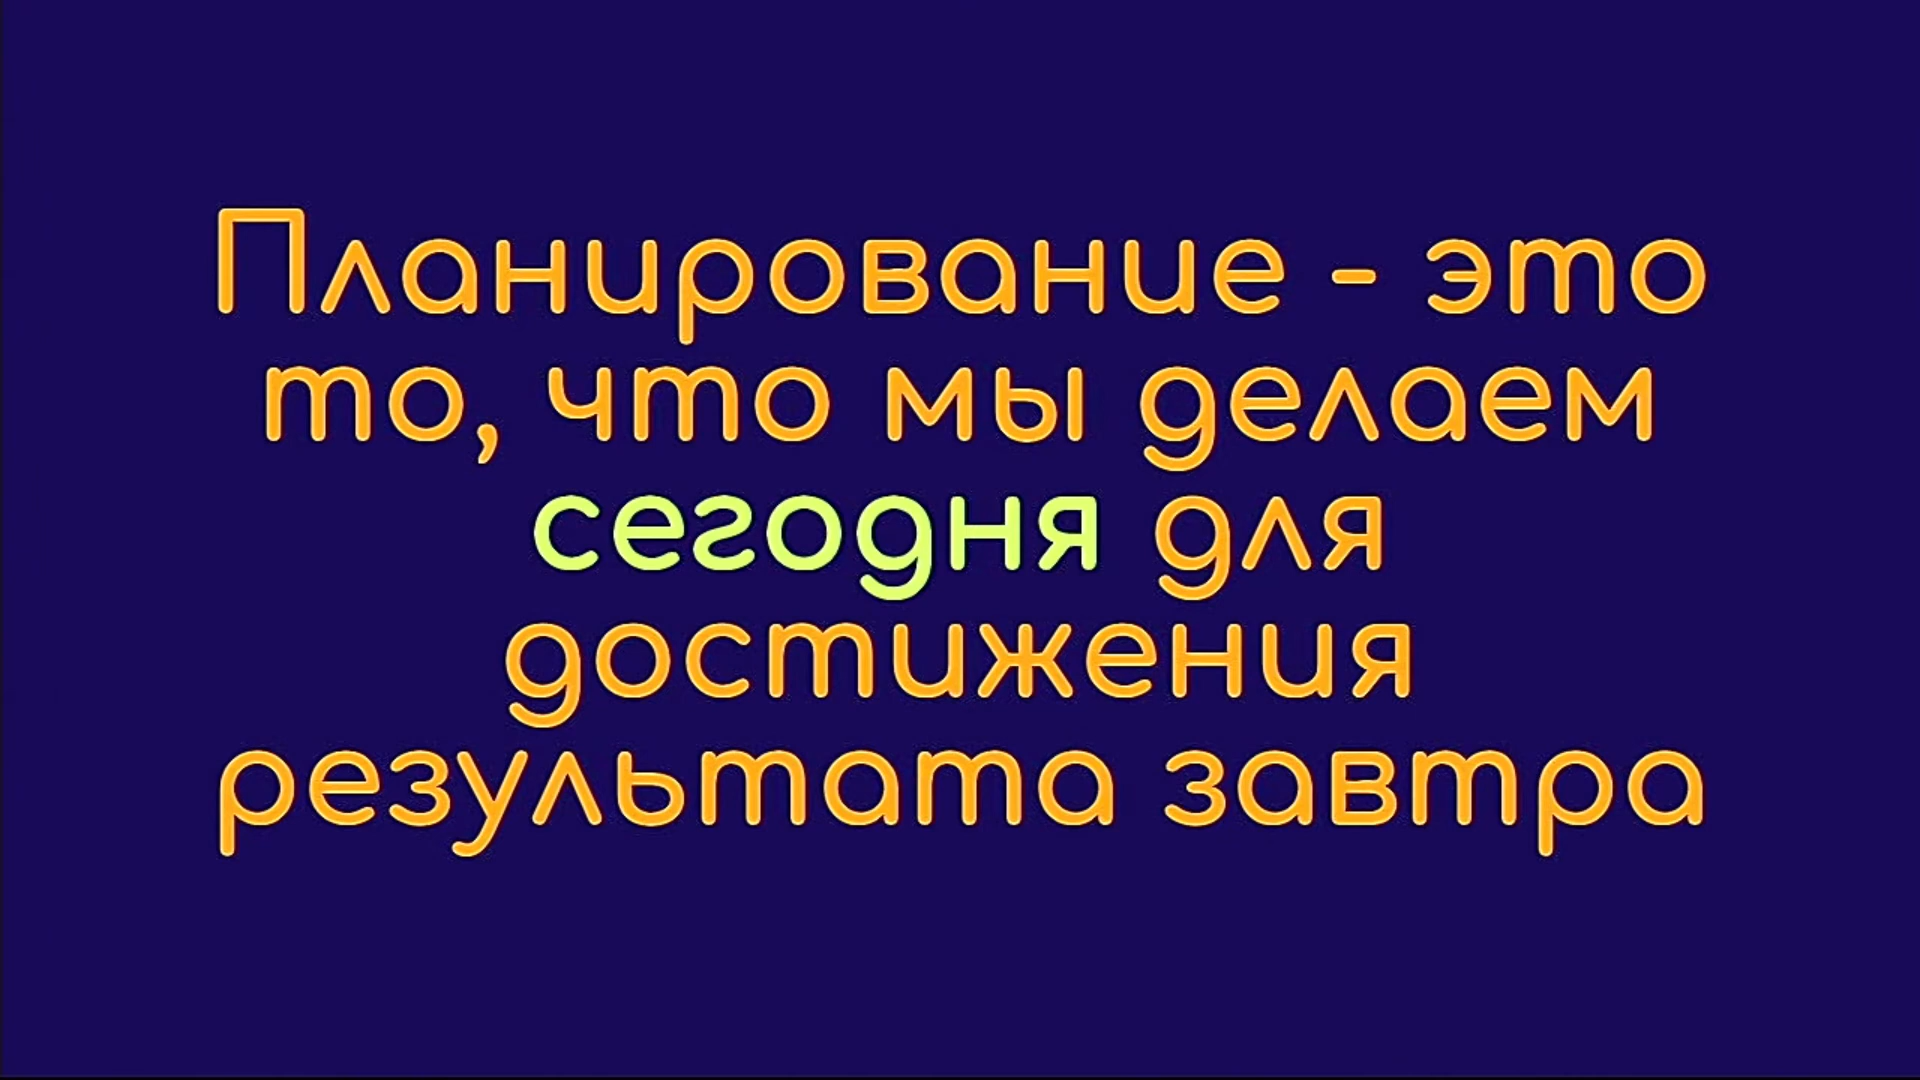 Планирование - это
то, что мы делаем
сегодня для
достижения
результата завтра